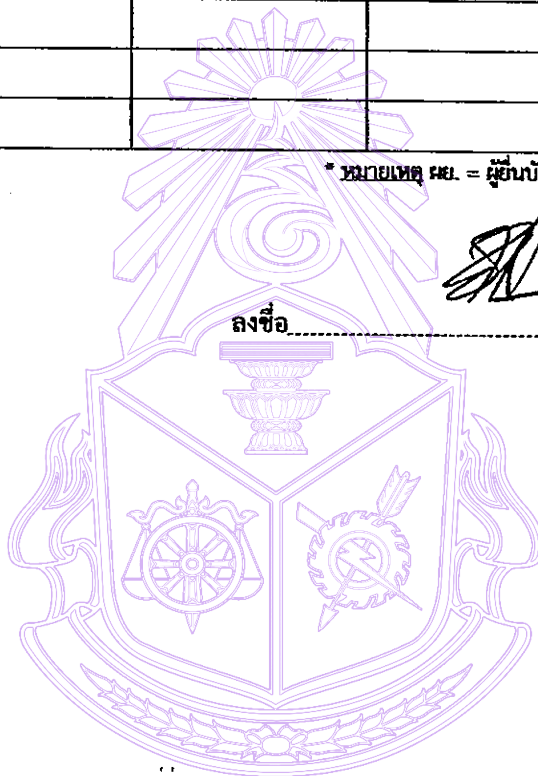 * หมายเหตุ ผย. = ผู้ยื่นบั
ลงชื่อ